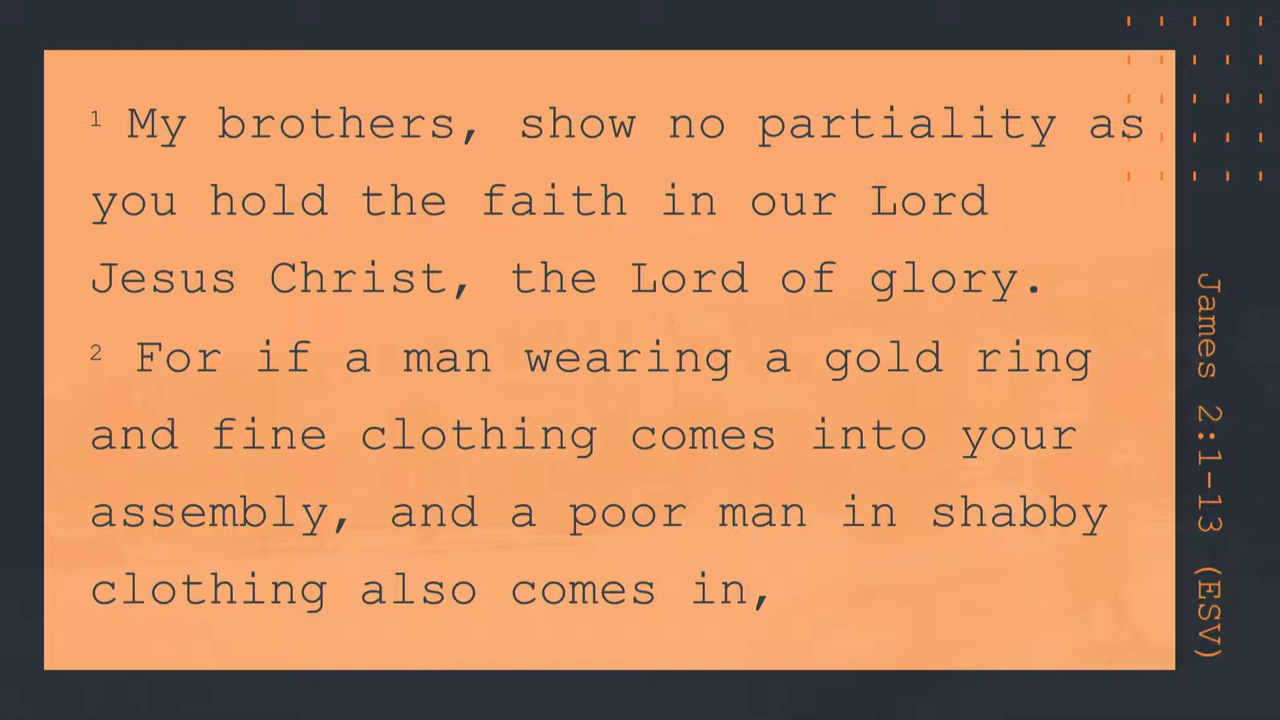 1 My brothers, show no partiality as
you hold the faith in our Lord
Jesus Christ, the Lord of glory.
2 For if a man wearing a gold ring
and fine clothing comes into your
assembly, and a poor man in shabby
clothing also comes in,
James 2:1-13 (ESV)